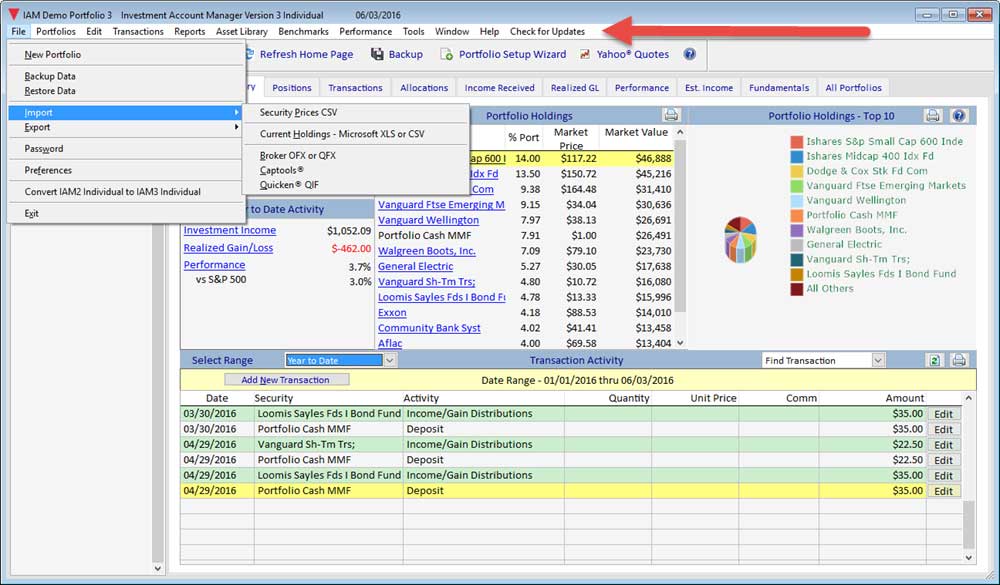 IAM Demo Portfolio 3 Investment Account Manager Version 3 Individual 06/03/2016
File Portfolios Edit Transactions Reports Asset Library Benchmarks Performance Tools Window Help Check for Updates
Refresh Home Page Backup Portfolio Setup Wizard Yahoo® Quotes
New Portfolio
Backup Data
Restore Data
Import
Export
Password
Preferences
Convert IAM2 Individual to IAM3 Individual
Exit
Security Prices CSV
Current Holdings - Microsoft XLS or CSV
Broker OFX or QFX
Captools®
Quicken® QIF
Positions Transactions Allocations Income Received Realized GL Performance Est. Income Fundamentals All Portfolios
Portfolio Holdings
% Port Market Price Market Value
Cap 600 I 14.00 $117.22 $46,888
Idx Fd 13.50 $150.72 $45,216
Com 9.38 $164.48 $31,410
Vanguard Ftse Emerging M 9.15 $34.04 $30,636
Vanguard Wellington 7.97 $38.13 $26,691
Portfolio Cash MMF 7.91 $1.00 $26,491
Walgreen Boots, Inc. 7.09 $79.10 $23,730
General Electric 5.27 $30.05 $17,638
Vanguard Sh-Tm Trs; 4.80 $10.72 $16,080
Loomis Sayles Fds I Bond Fu 4.78 $13.33 $15,996
Exxon 4.18 $88.53 $14,010
Community Bank Syst 4.02 $41.41 $13,458
Aflac 4.00 $69.58 $13,404
to Date Activity
Investment Income $1,052.09
Realized Gain/Loss $-462.00
Performance 3.7%
vs S&P 500 3.0%
Portfolio Holdings - Top 10
Ishares S&p Small Cap 600 Inde
Ishares Midcap 400 Idx Fd
Dodge & Cox Stk Fd Com
Vanguard Ftse Emerging Markets
Vanguard Wellington
Portfolio Cash MMF
Walgreen Boots, Inc.
General Electric
Vanguard Sh-Tm Trs;
Loomis Sayles Fds I Bond Fund
All Others
Select Range Year to Date Transaction Activity Find Transaction
Add New Transaction Date Range - 01/01/2016 thru 06/03/2016
Date Security Activity Quantity Unit Price Comm Amount
03/30/2016 Loomis Sayles Fds I Bond Fund Income/Gain Distributions $35.00 Edit
03/30/2016 Portfolio Cash MMF Deposit $35.00 Edit
04/29/2016 Vanguard Sh-Tm Trs; Income/Gain Distributions $22.50 Edit
04/29/2016 Portfolio Cash MMF Deposit $22.50 Edit
04/29/2016 Loomis Sayles Fds I Bond Fund Income/Gain Distributions $35.00 Edit
04/29/2016 Portfolio Cash MMF Deposit $35.00 Edit